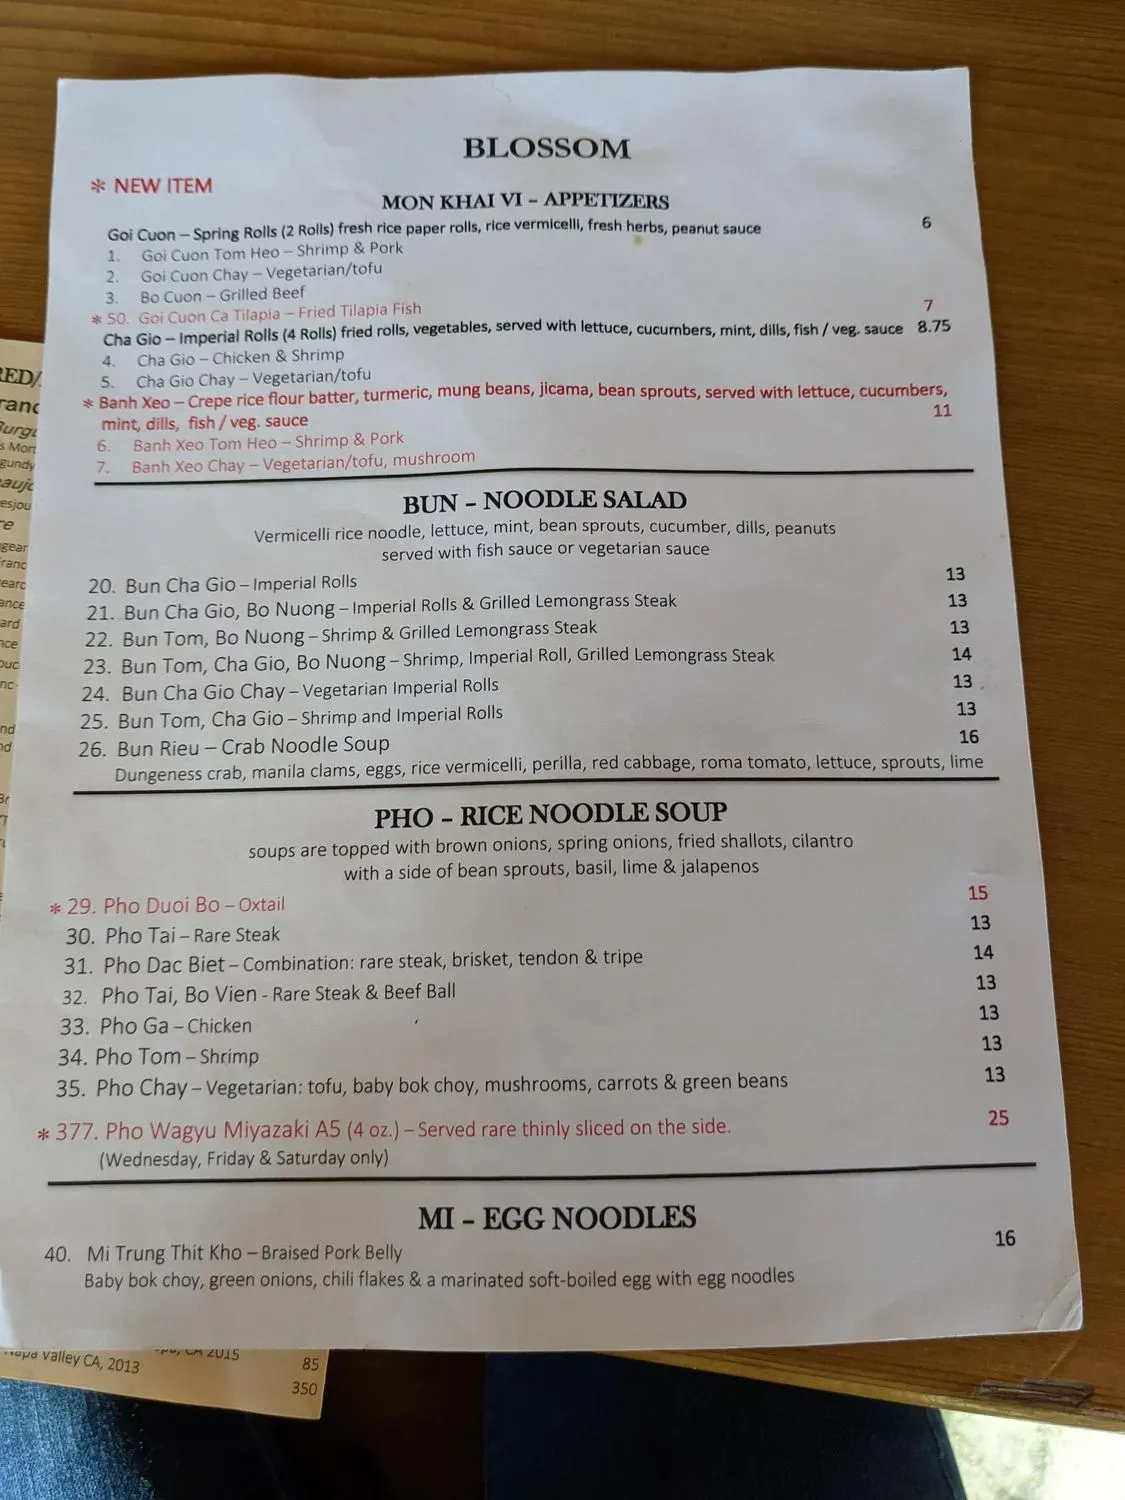 BLOSSOM
* NEW ITEM
MON KHAI VI – APPETIZERS
Goi Cuon – Spring Rolls (2 Rolls) fresh rice paper rolls, rice vermicelli, fresh herbs, peanut sauce 6
1. Goi Cuon Tom Heo – Shrimp & Pork
2. Goi Cuon Chay – Vegetarian/tofu
3. Bo Cuon – Grilled Beef
* 50. Goi Cuon Ca Tilapia – Fried Tilapia Fish 7
Cha Gio – Imperial Rolls (4 Rolls) fried rolls, vegetables, served with lettuce, cucumbers, mint, dills, fish / veg. sauce 8.75
4. Cha Gio – Chicken & Shrimp
5. Cha Gio Chay – Vegetarian/tofu
* Banh Xeo – Crepe rice flour batter, turmeric, mung beans, jicama, bean sprouts, served with lettuce, cucumbers,
mint, dills, fish / veg. sauce 11
6. Banh Xeo Tom Heo – Shrimp & Pork
7. Banh Xeo Chay – Vegetarian/tofu, mushroom
BUN – NOODLE SALAD
Vermicelli rice noodle, lettuce, mint, bean sprouts, cucumber, dills, peanuts
served with fish sauce or vegetarian sauce
20. Bun Cha Gio – Imperial Rolls 13
21. Bun Cha Gio, Bo Nuong – Imperial Rolls & Grilled Lemongrass Steak 13
22. Bun Tom, Bo Nuong – Shrimp & Grilled Lemongrass Steak 13
23. Bun Tom, Cha Gio, Bo Nuong – Shrimp, Imperial Roll, Grilled Lemongrass Steak 14
24. Bun Cha Gio Chay – Vegetarian Imperial Rolls 13
25. Bun Tom, Cha Gio – Shrimp and Imperial Rolls 13
26. Bun Rieu – Crab Noodle Soup 16
Dungeness crab, manila clams, eggs, rice vermicelli, perilla, red cabbage, roma tomato, lettuce, sprouts, lime
PHO – RICE NOODLE SOUP
soups are topped with brown onions, spring onions, fried shallots, cilantro
with a side of bean sprouts, basil, lime & jalapenos
* 29. Pho Duoi Bo – Oxtail 15
30. Pho Tai – Rare Steak 13
31. Pho Dac Biet – Combination: rare steak, brisket, tendon & tripe 14
32. Pho Tai, Bo Vien - Rare Steak & Beef Ball 13
33. Pho Ga – Chicken 13
34. Pho Tom – Shrimp 13
35. Pho Chay – Vegetarian: tofu, baby bok choy, mushrooms, carrots & green beans 13
* 377. Pho Wagyu Miyazaki A5 (4 oz.) – Served rare thinly sliced on the side. 25
(Wednesday, Friday & Saturday only)
MI – EGG NOODLES
40. Mi Trung Thit Kho – Braised Pork Belly 16
Baby bok choy, green onions, chili flakes & a marinated soft-boiled egg with egg noodles
Valley CA, 2013
CA 2015
85
350